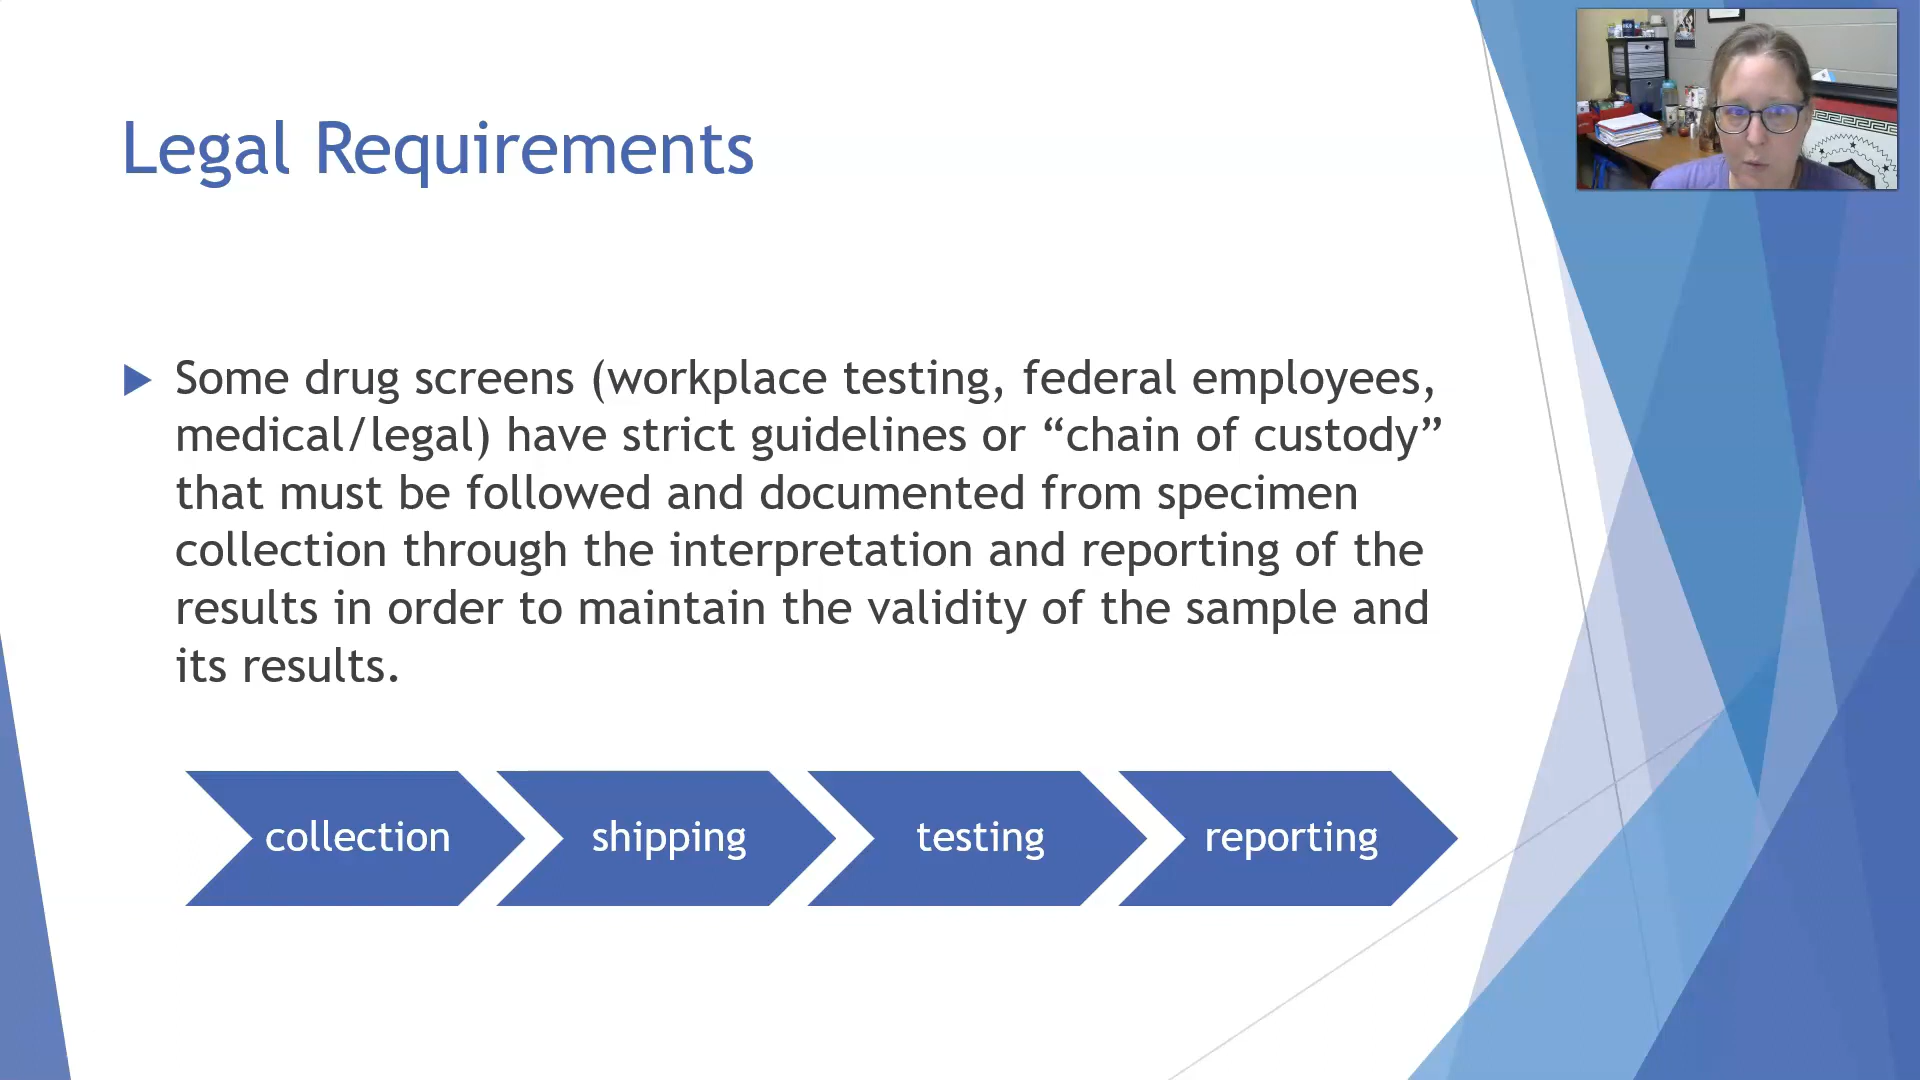 Legal Requirements
Some drug screens (workplace testing, federal employees,
medical/legal) have strict guidelines or “chain of custody”
that must be followed and documented from specimen
collection through the interpretation and reporting of the
results in order to maintain the validity of the sample and
its results.
collection
shipping
testing
reporting